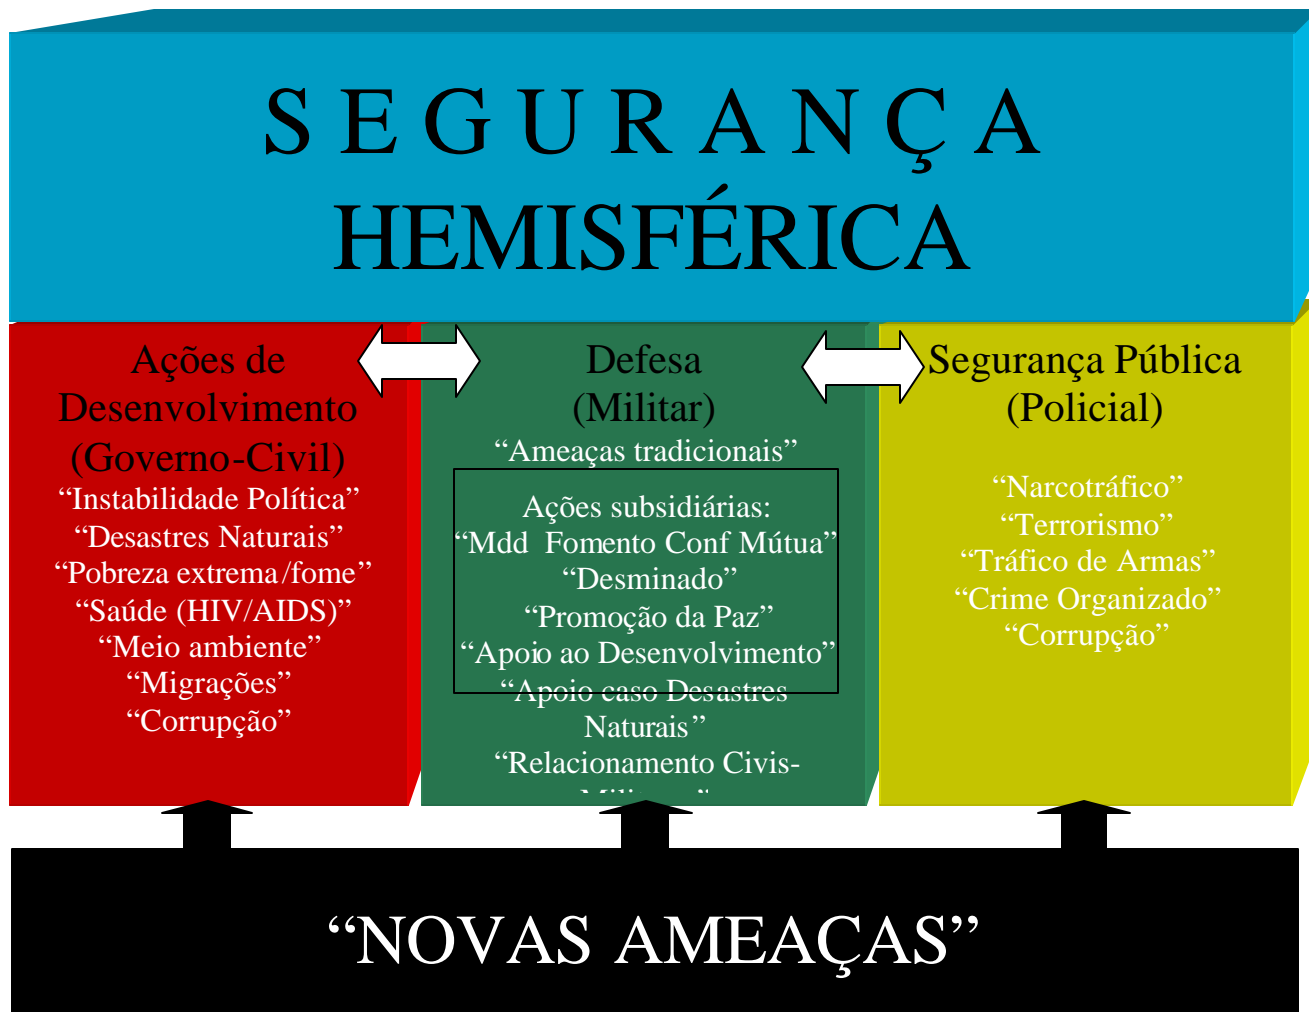 S E G U R A N Ç A
HEMISFÉRICA
Ações de
Desenvolvimento
(Governo-Civil)
“Instabilidade Política”
“Desastres Naturais”
“Pobreza extrema/fome”
“Saúde (HIV/AIDS)”
“Meio ambiente”
“Migrações”
“Corrupção”
Defesa
(Militar)
“Ameaças tradicionais”
Ações subsidiárias:
“Mdd Fomento Conf Mútua”
“Desminado”
“Promoção da Paz”
“Apoio ao Desenvolvimento”
“Apoio caso Desastres
Naturais”
“Relacionamento Civis-
Segurança Pública
(Policial)
“Narcotráfico”
“Terrorismo”
“Tráfico de Armas”
“Crime Organizado”
“Corrupção”
“NOVAS AMEAÇAS”